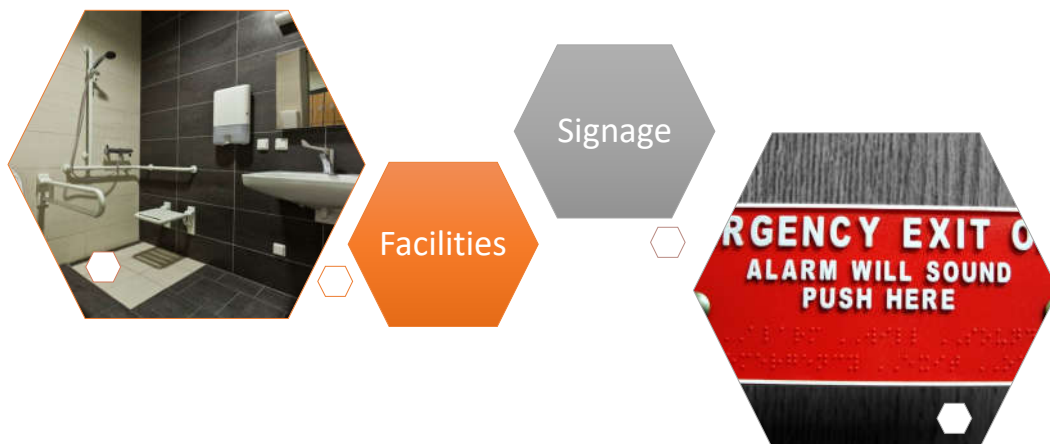 Signage
Facilities
RGENCY EXIT O
ALARM WILL SOUND
PUSH HERE